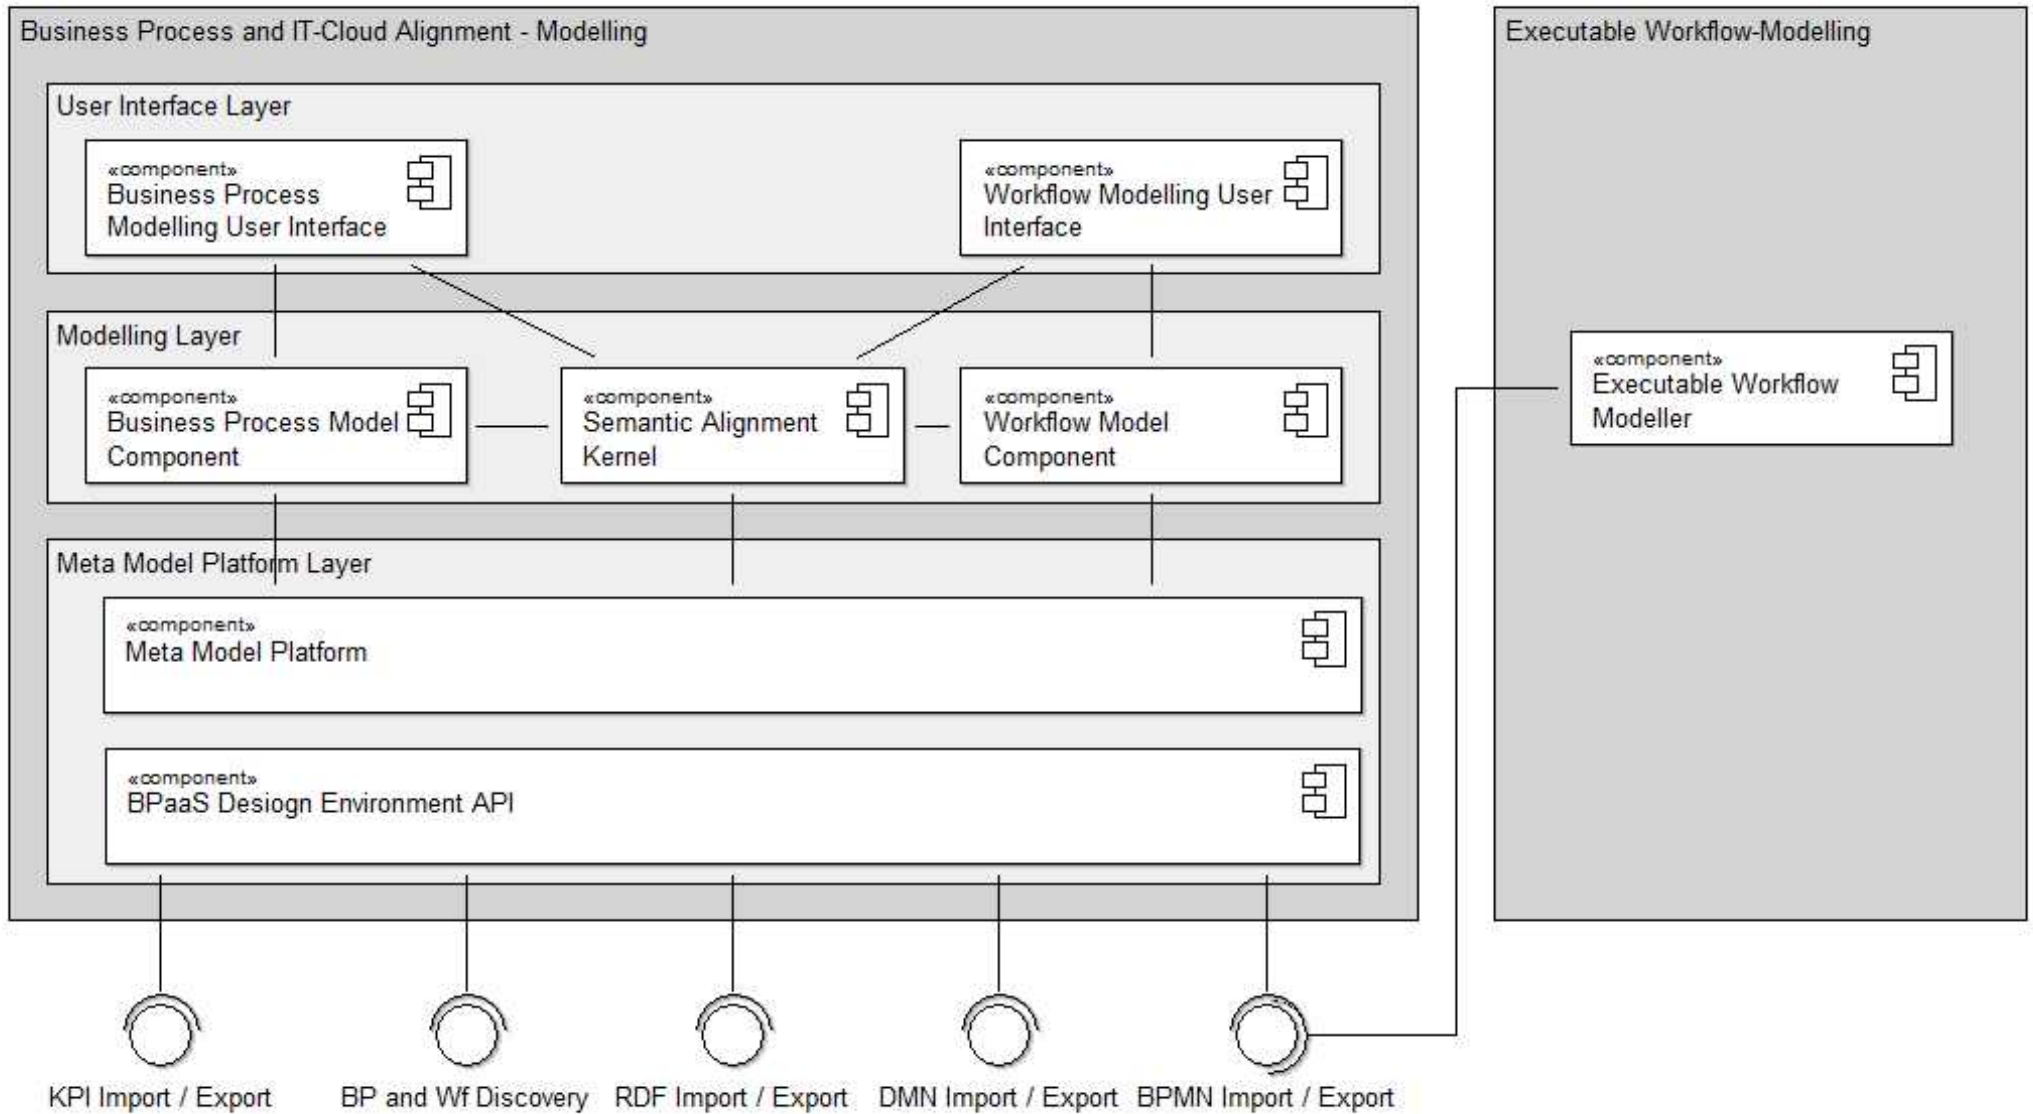 Business Process and IT-Cloud Alignment - Modelling
Executable Workflow-Modelling
User Interface Layer
«component»
Business Process
Modelling User Interface
«component»
Workflow Modelling User
Interface
Modelling Layer
«component»
Business Process Model
Component
«component»
Semantic Alignment
Kernel
«component»
Workflow Model
Component
«component»
Executable Workflow
Modeller
Meta Model Platform Layer
«component»
Meta Model Platform
«component»
BPaaS Desiogn Environment API
KPI Import / Export
BP and Wf Discovery
RDF Import / Export
DMN Import / Export
BPMN Import / Export